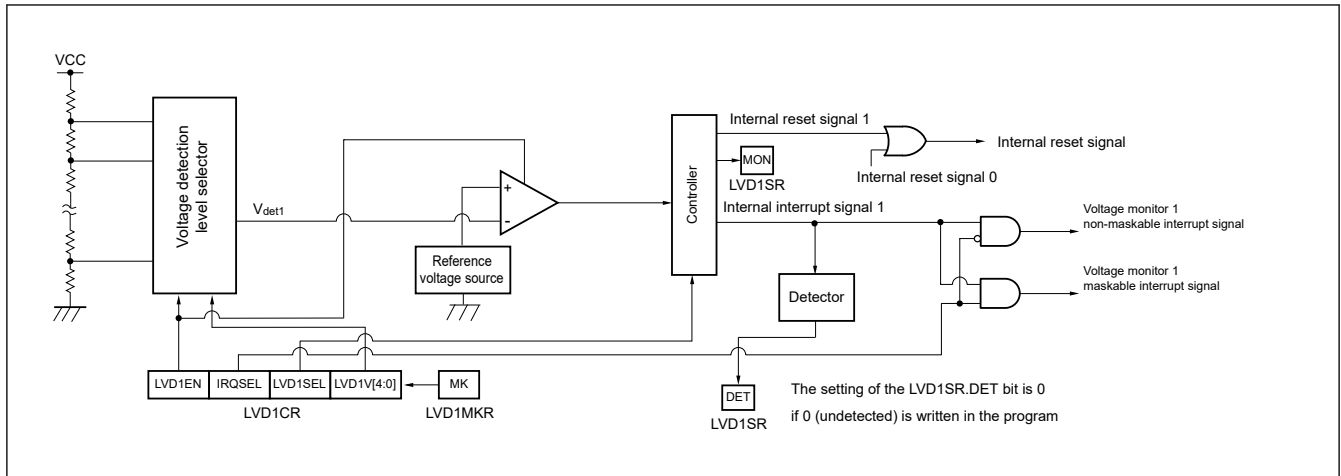 VCC
Voltage detection
level selector
Vdet1
+
-
Reference
voltage source
Controller
Internal reset signal 1
MON
LVD1SR
Internal reset signal 0
Internal reset signal
Internal interrupt signal 1
Voltage monitor 1
non-maskable interrupt signal
Voltage monitor 1
maskable interrupt signal
Detector
LVD1EN IRQSEL LVD1SEL LVD1V[4:0] MK
LVD1CR LVD1MKR
DET
LVD1SR
The setting of the LVD1SR.DET bit is 0
if 0 (undetected) is written in the program